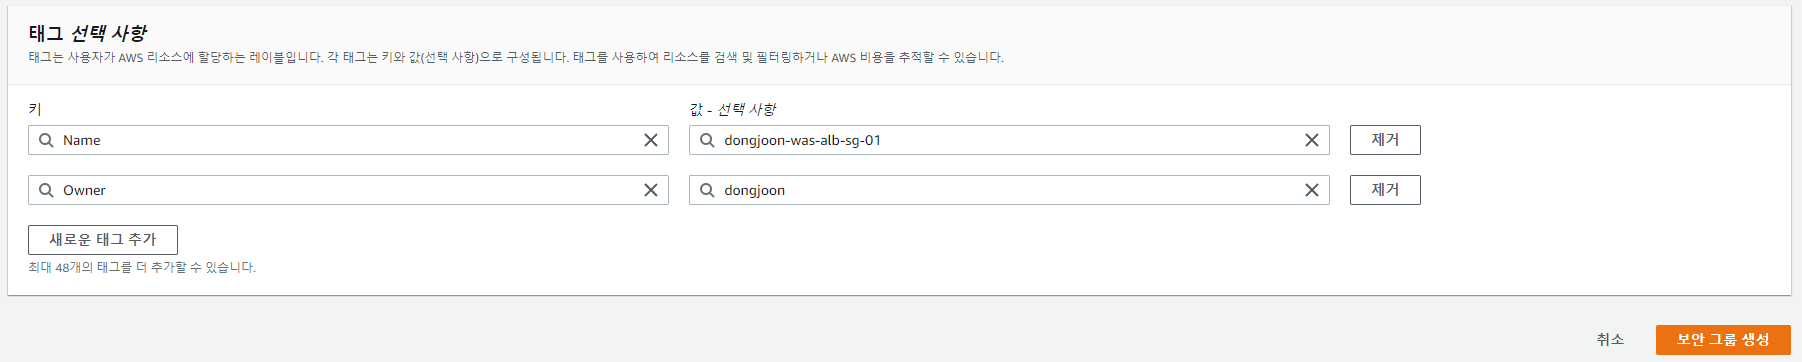 태그 선택 사항
태그는 사용자가 AWS 리소스에 할당하는 레이블입니다. 각 태그는 키와 값(선택 사항)으로 구성됩니다. 태그를 사용하여 리소스를 검색 및 필터링하거나 AWS 비용을 추적할 수 있습니다.
키 값 - 선택 사항
Name dongjoon-was-alb-sg-01 제거
Owner dongjoon 제거
새로운 태그 추가
최대 48개의 태그를 더 추가할 수 있습니다.
취소 보안 그룹 생성